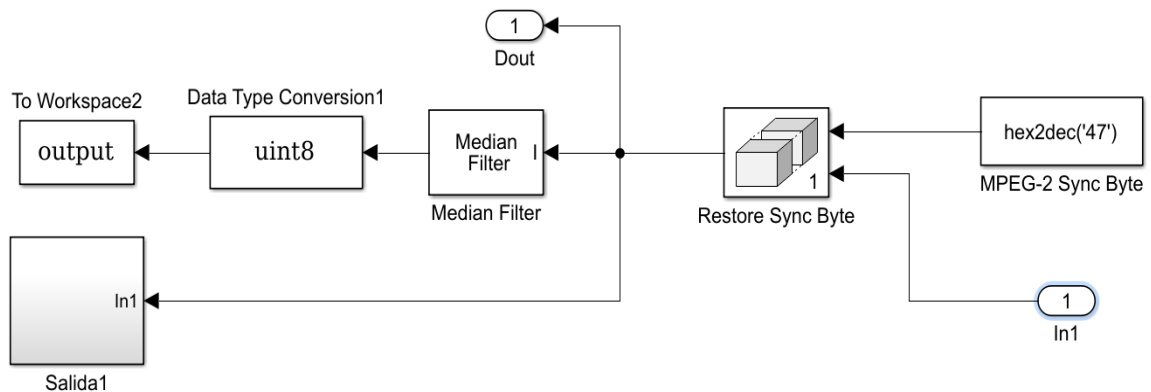 1
Dout
To Workspace2
output
Data Type Conversion1
uint8
Median
Filter
I
Median Filter
1
Restore Sync Byte
hex2dec('47')
MPEG-2 Sync Byte
In1
Salida1
1
In1